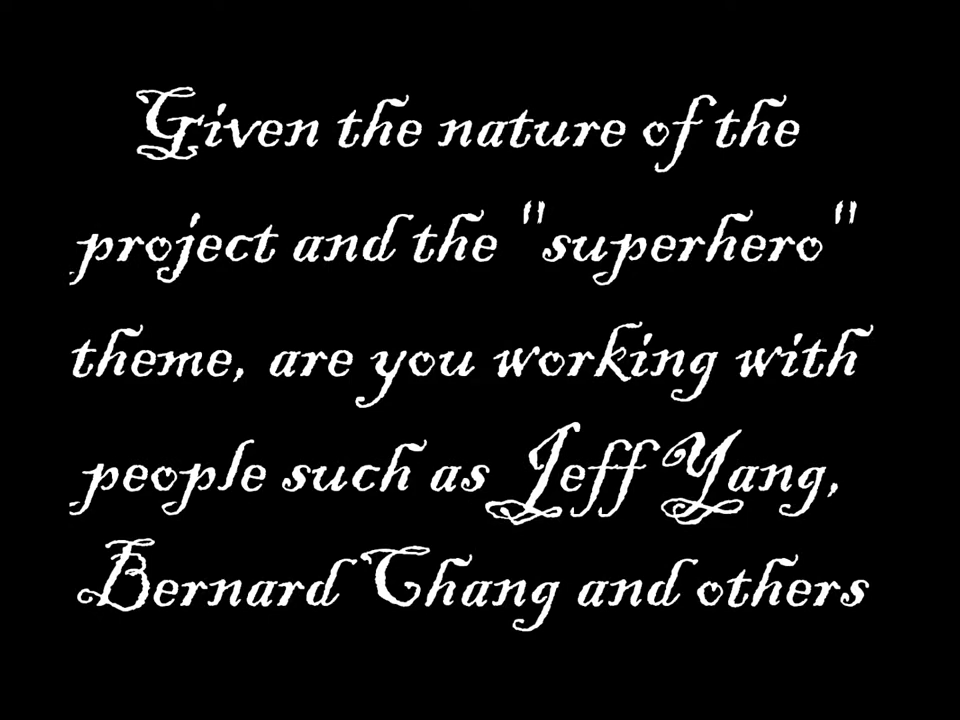 Given the nature of the
project and the "superhero"
theme, are you working with
people such as Jeff Yang,
Bernard Chang and others